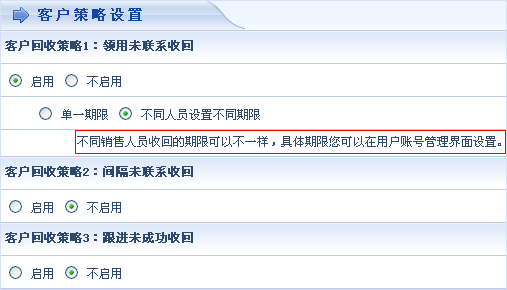 客户策略设置
客户回收策略1：领用未联系收回
启用 不启用
单一期限 不同人员设置不同期限
不同销售人员收回的期限可以不一样，具体期限您可以在用户账号管理界面设置。
客户回收策略2：间隔未联系收回
启用 不启用
客户回收策略3：跟进未成功收回
启用 不启用